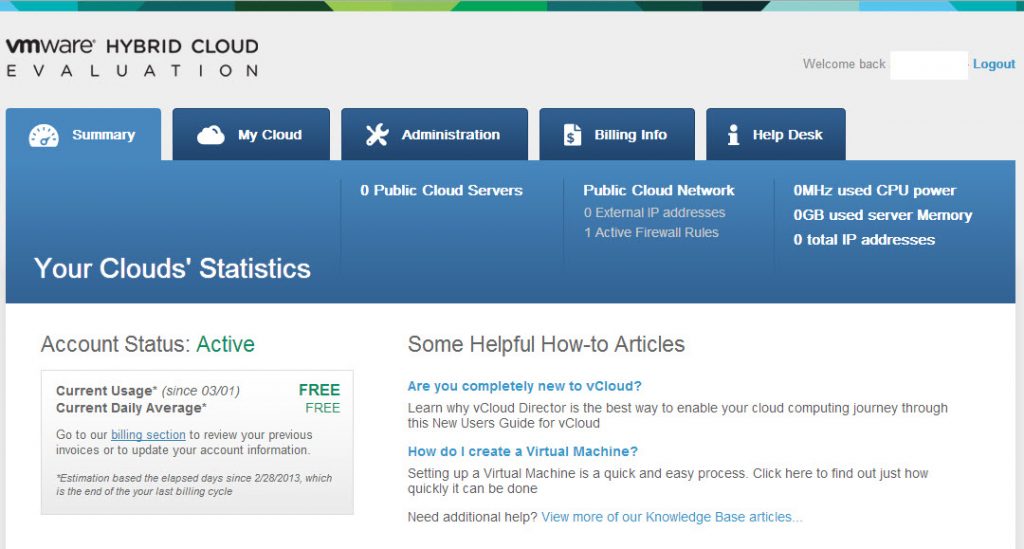 vmware® HYBRID CLOUD
EVALUATION
Welcome back
Logout
Summary
My Cloud
Administration
Billing Info
Help Desk
Your Clouds' Statistics
0 Public Cloud Servers
Public Cloud Network
0 External IP addresses
1 Active Firewall Rules
0MHz used CPU power
0GB used server Memory
0 total IP addresses
Account Status: Active
Current Usage* (since 03/01) FREE
Current Daily Average* FREE
Go to our billing section to review your previous
invoices or to update your account information.
*Estimation based the elapsed days since 2/28/2013, which
is the end of the your last billing cycle
Some Helpful How-to Articles
Are you completely new to vCloud?
Learn why vCloud Director is the best way to enable your cloud computing journey through
this New Users Guide for vCloud
How do I create a Virtual Machine?
Setting up a Virtual Machine is a quick and easy process. Click here to find out just how
quickly it can be done
Need additional help? View more of our Knowledge Base articles...